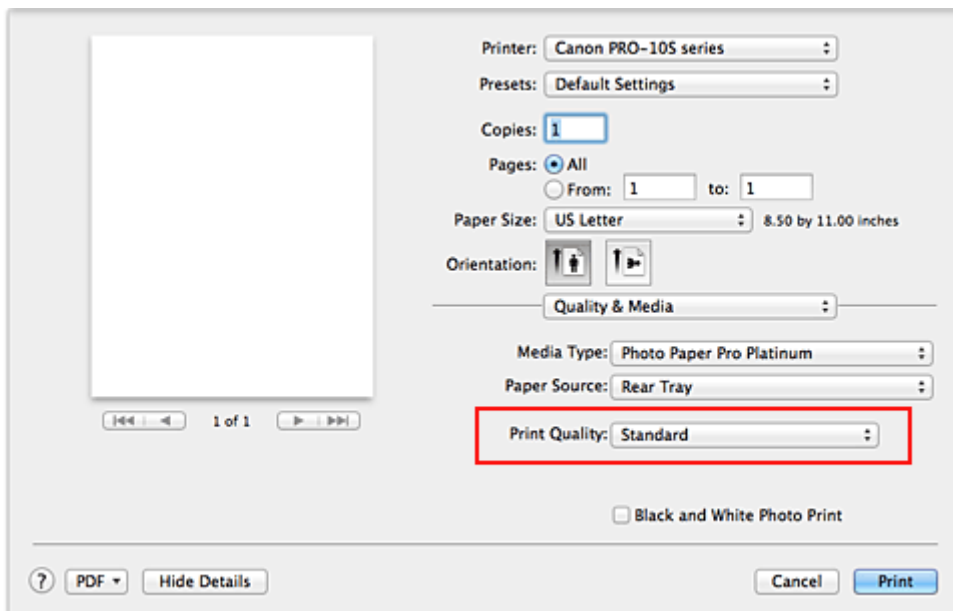 Printer: Canon PRO-10S series
Presets: Default Settings
Copies: 1
Pages: All
From: 1 to: 1
Paper Size: US Letter 8.50 by 11.00 inches
Orientation:
Quality & Media
Media Type: Photo Paper Pro Platinum
Paper Source: Rear Tray
1 of 1
Print Quality: Standard
Black and White Photo Print
? PDF Hide Details Cancel Print